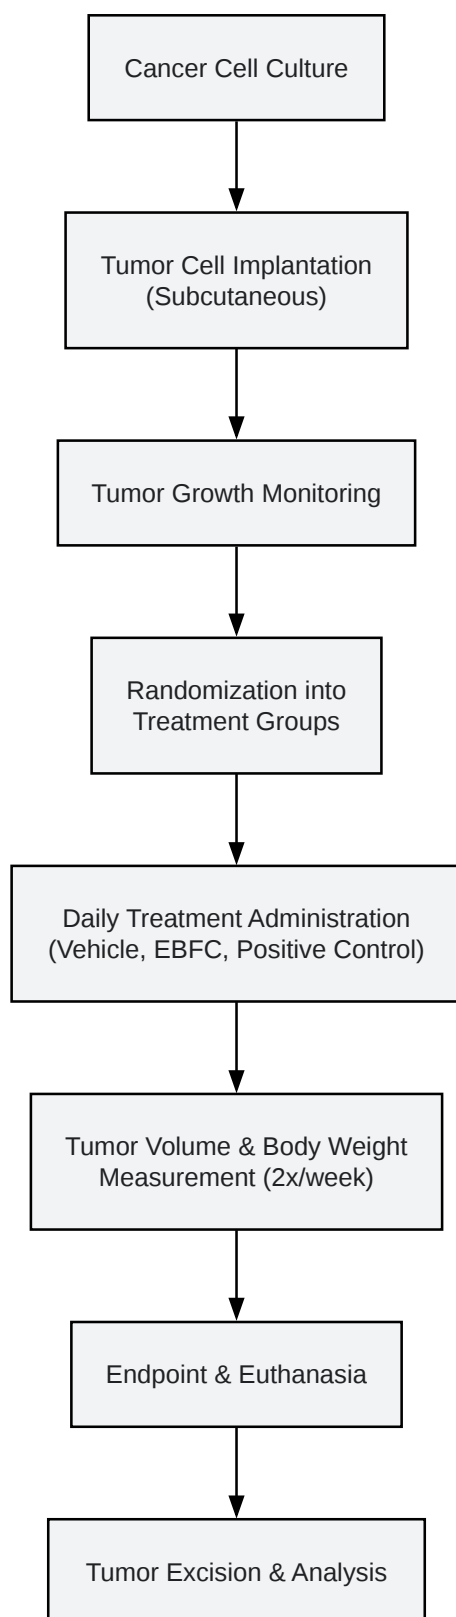 Cancer Cell Culture
Tumor Cell Implantation
(Subcutaneous)
Tumor Growth Monitoring
Randomization into
Treatment Groups
Daily Treatment Administration
(Vehicle, EBFC, Positive Control)
Tumor Volume & Body Weight
Measurement (2x/week)
Endpoint & Euthanasia
Tumor Excision & Analysis